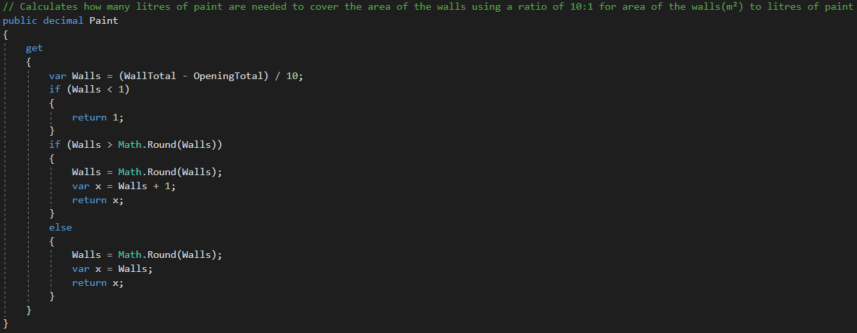 // Calculates how many litres of paint are needed to cover the area of the walls using a ratio of 10:1 for area of the walls(m²) to litres of paint
public decimal Paint
{
    get
    {
        var Walls = (WallTotal - OpeningTotal) / 10;
        if (Walls < 1)
        {
            return 1;
        }
        if (Walls > Math.Round(Walls))
        {
            Walls = Math.Round(Walls);
            var x = Walls + 1;
            return x;
        }
        else
        {
            Walls = Math.Round(Walls);
            var x = Walls;
            return x;
        }
    }
}